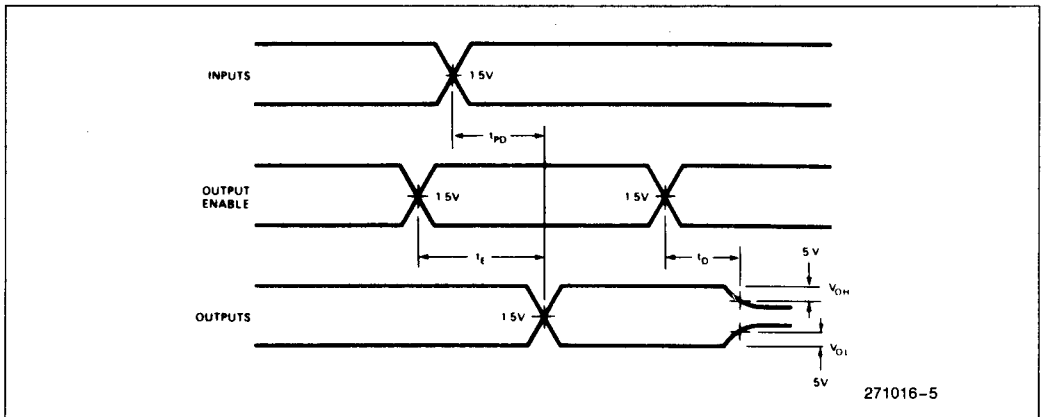 INPUTS
1 5V
tPD
OUTPUT
ENABLE
1 5V
1 5V
tE
tD
5 V
VOH
OUTPUTS
1 5V
VOL
5V
271016-5